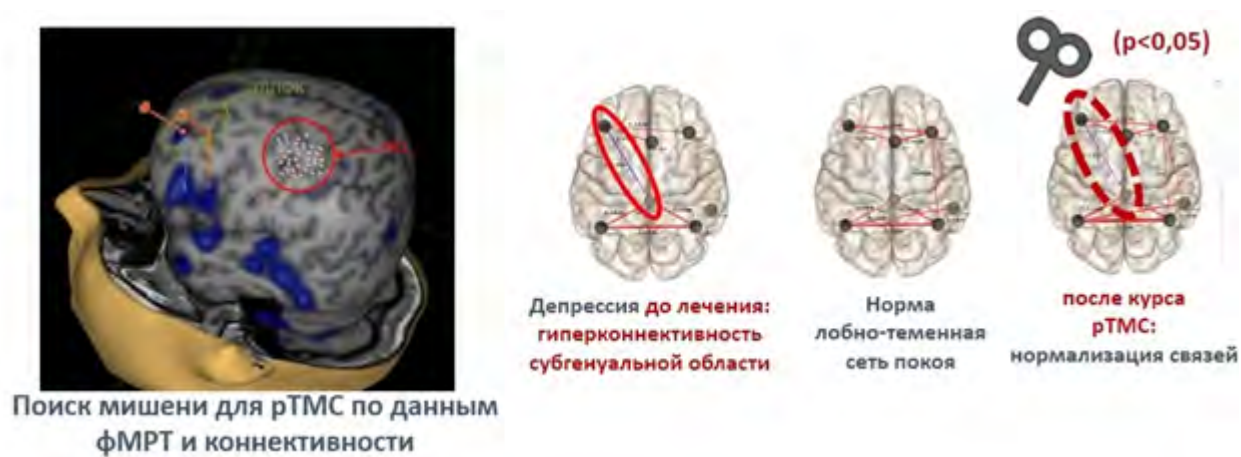 Поиск мишени для рТМС по данным
фМРТ и коннективности
Депрессия до лечения:
гиперконнективность
субгенуальной области
Норма
лобно-теменная
сеть покоя
(p<0,05)
после курса
рТМС:
нормализация связей